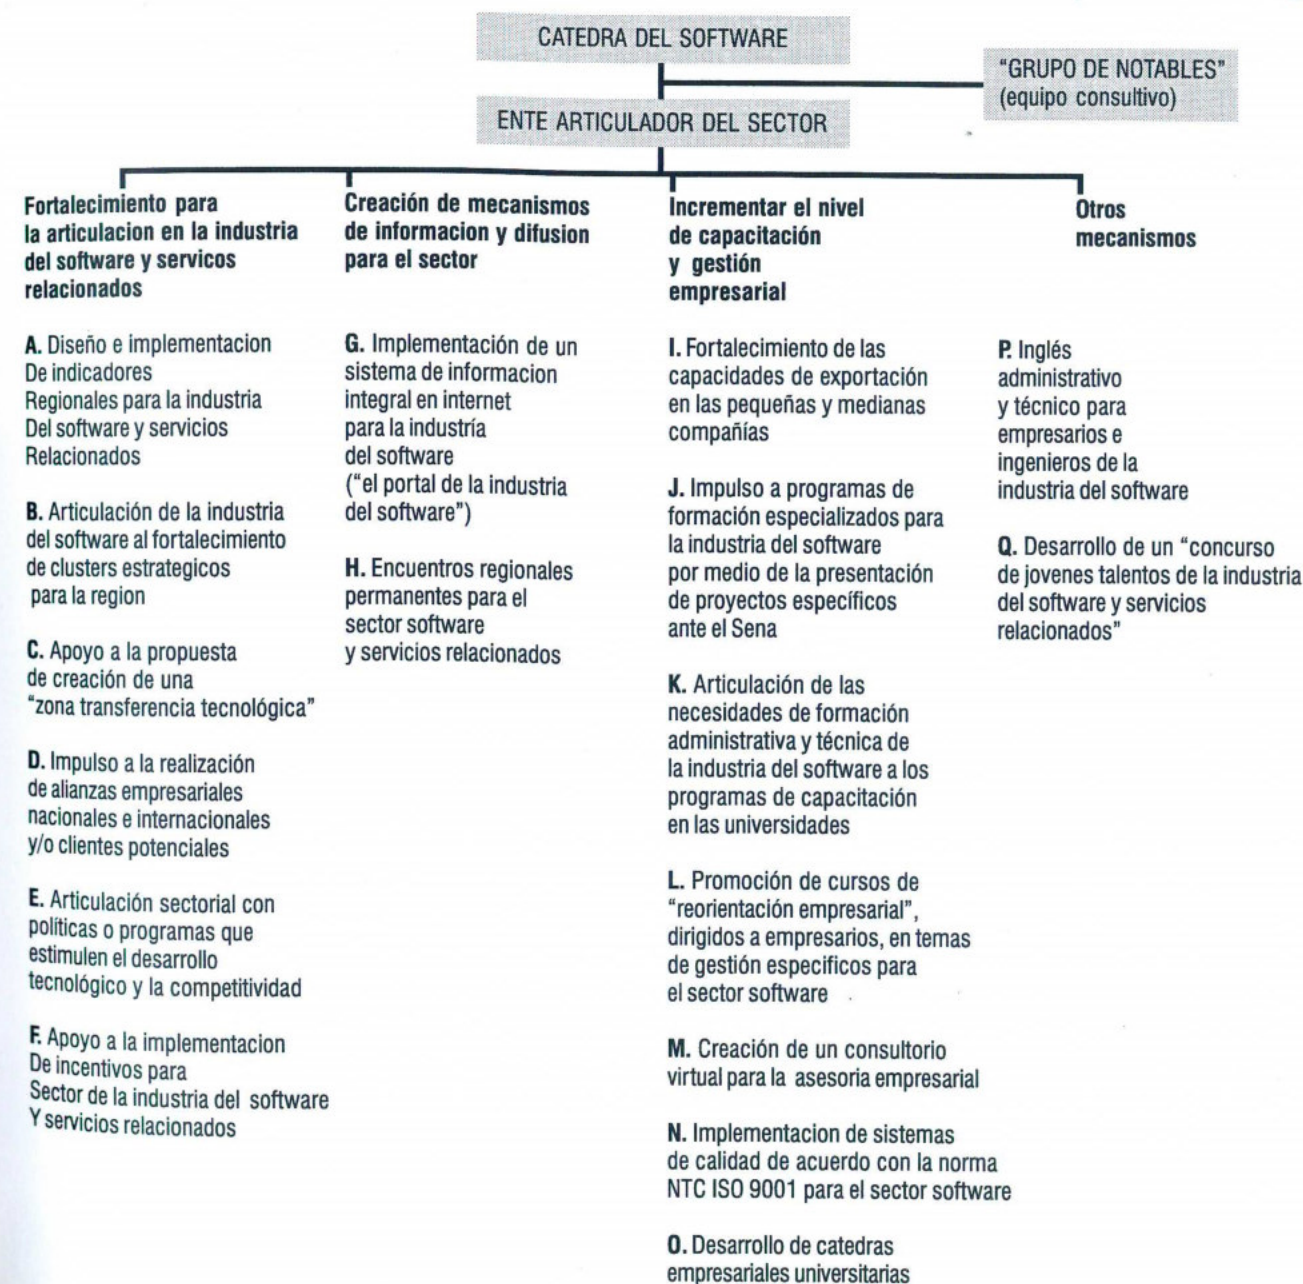 CATEDRA DEL SOFTWARE
"GRUPO DE NOTABLES"
(equipo consultivo)
ENTE ARTICULADOR DEL SECTOR
Fortalecimiento para
la articulacion en la industria
del software y servicos
relacionados
A. Diseño e implementacion
De indicadores
Regionales para la industria
Del software y servicios
Relacionados
B. Articulación de la industria
del software al fortalecimiento
de clusters estrategicos
para la region
C. Apoyo a la propuesta
de creación de una
"zona transferencia tecnológica"
D. Impulso a la realización
de alianzas empresariales
nacionales e internacionales
y/o clientes potenciales
E. Articulación sectorial con
políticas o programas que
estimulen el desarrollo
tecnológico y la competitividad
F. Apoyo a la implementacion
De incentivos para
Sector de la industria del software
Y servicios relacionados
Creación de mecanismos
de informacion y difusion
para el sector
G. Implementación de un
sistema de informacion
integral en internet
para la industría
del software
("el portal de la industria
del software")
H. Encuentros regionales
permanentes para el
sector software
y servicios relacionados
Incrementar el nivel
de capacitación
y gestión
empresarial
I. Fortalecimiento de las
capacidades de exportación
en las pequeñas y medianas
compañías
J. Impulso a programas de
formación especializados para
la industria del software
por medio de la presentación
de proyectos específicos
ante el Sena
K. Articulación de las
necesidades de formación
administrativa y técnica de
la industria del software a los
programas de capacitación
en las universidades
L. Promoción de cursos de
"reorientación empresarial",
dirigidos a empresarios, en temas
de gestión especificos para
el sector software
M. Creación de un consultorio
virtual para la asesoria empresarial
N. Implementacion de sistemas
de calidad de acuerdo con la norma
NTC ISO 9001 para el sector software
O. Desarrollo de catedras
empresariales universitarias
Otros
mecanismos
P. Inglés
administrativo
y técnico para
empresarios e
ingenieros de la
industria del software
Q. Desarrollo de un "concurso
de jovenes talentos de la industria
del software y servicios
relacionados"